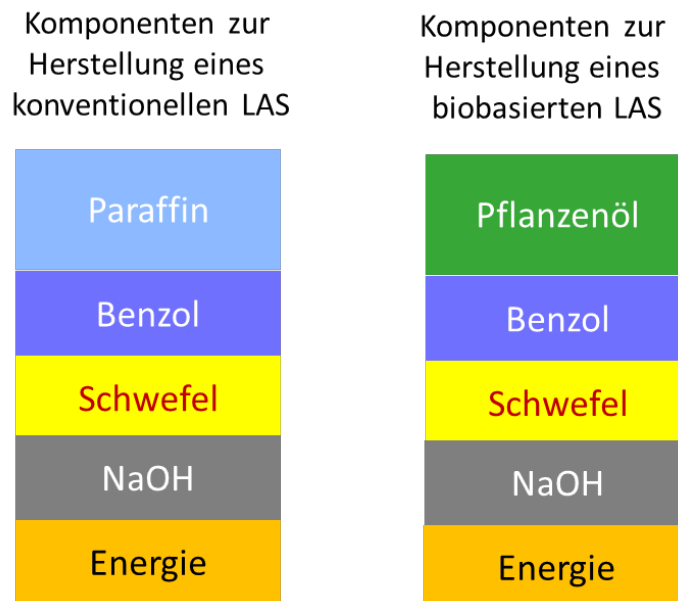 Komponenten zur
Herstellung eines
konventionellen LAS
Paraffin
Benzol
Schwefel
NaOH
Energie
Komponenten zur
Herstellung eines
biobasierten LAS
Pflanzenöl
Benzol
Schwefel
NaOH
Energie